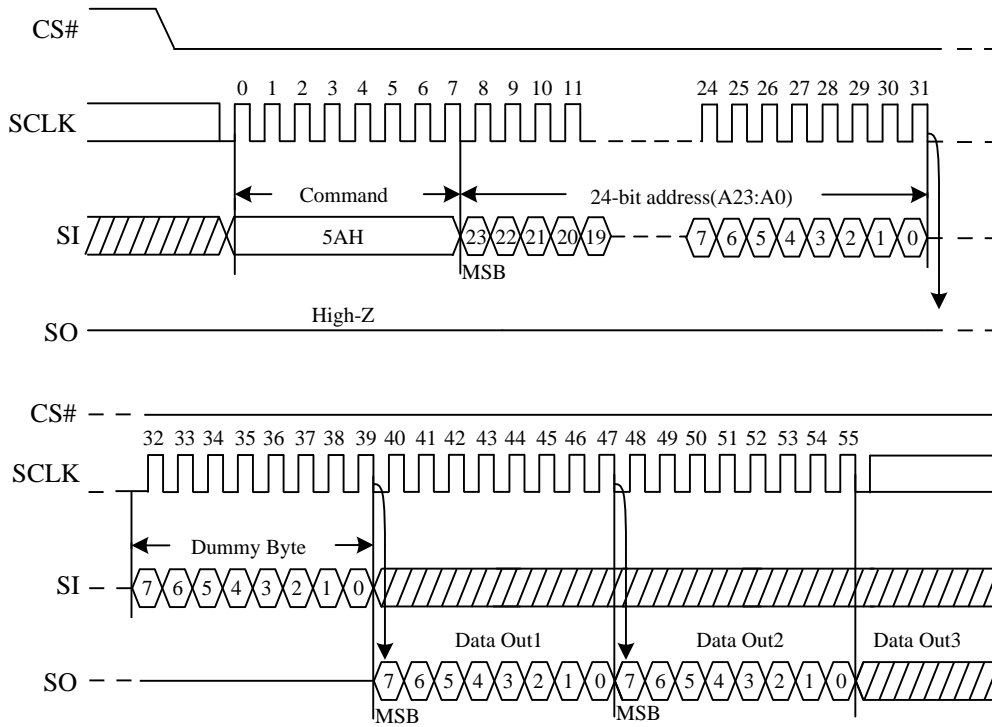 CS#
0 1 2 3 4 5 6 7 8 9 10 11 24 25 26 27 28 29 30 31
SCLK
Command 24-bit address(A23:A0)
SI 5AH 23 22 21 20 19 7 6 5 4 3 2 1 0
MSB
High-Z
SO
CS#
32 33 34 35 36 37 38 39 40 41 42 43 44 45 46 47 48 49 50 51 52 53 54 55
SCLK
Dummy Byte
SI 7 6 5 4 3 2 1 0
Data Out1 Data Out2 Data Out3
SO 7 6 5 4 3 2 1 0 7 6 5 4 3 2 1 0
MSB MSB